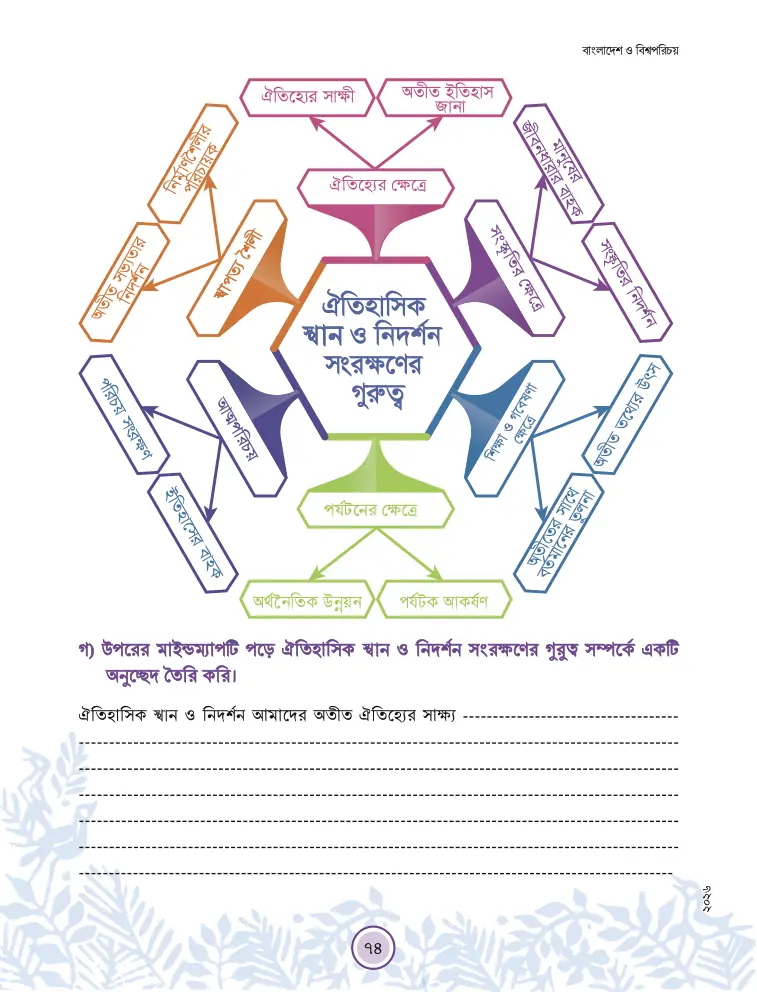 বাংলাদেশ ও বিশ্বপরিচয়
ঐতিহ্যের সাক্ষী
অতীত ইতিহাস
জানা
ঐতিহ্যের ক্ষেত্রে
নির্মাণশৈলীর
পরিচায়ক
অতীত সভ্যতার
নিদর্শন
স্থাপত্য শৈলী
মানুষের
জীবনধারার বাহক
সংস্কৃতির নিদর্শন
সংস্কৃতির ক্ষেত্রে
ঐতিহাসিক
স্থান ও নিদর্শন
সংরক্ষণের
গুরুত্ব
পরিচয় সংরক্ষণ
ইতিহাসের বাহক
আত্মপরিচয়
শিক্ষা ও গবেষণা
ক্ষেত্রে
অতীত তথ্যের উৎস
অতীতের সাথে
বর্তমানের তুলনা
পর্যটনের ক্ষেত্রে
অর্থনৈতিক উন্নয়ন
পর্যটক আকর্ষণ
গ) উপরের মাইন্ডম্যাপটি পড়ে ঐতিহাসিক স্থান ও নিদর্শন সংরক্ষণের গুরুত্ব সম্পর্কে একটি
অনুচ্ছেদ তৈরি করি।
ঐতিহাসিক স্থান ও নিদর্শন আমাদের অতীত ঐতিহ্যের সাক্ষ্য ------------------------------------
২০২৬
৭৪